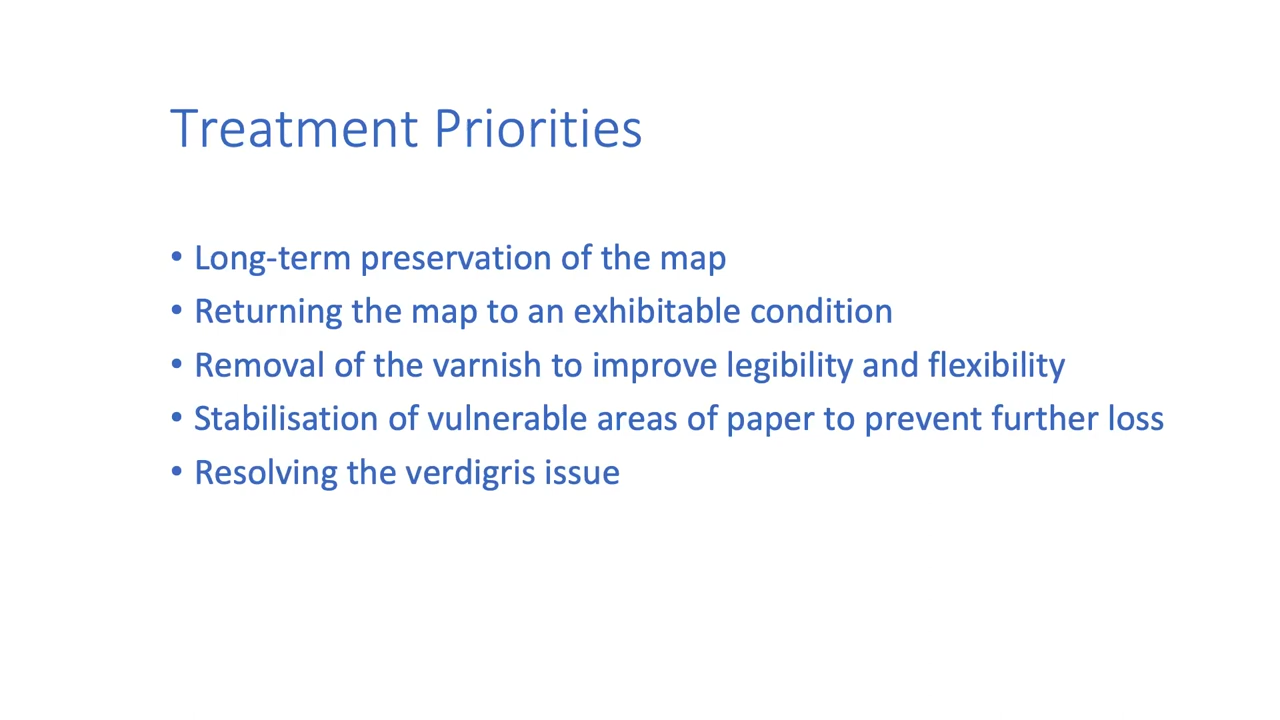 Treatment Priorities
• Long-term preservation of the map
• Returning the map to an exhibitable condition
• Removal of the varnish to improve legibility and flexibility
• Stabilisation of vulnerable areas of paper to prevent further loss
• Resolving the verdigris issue